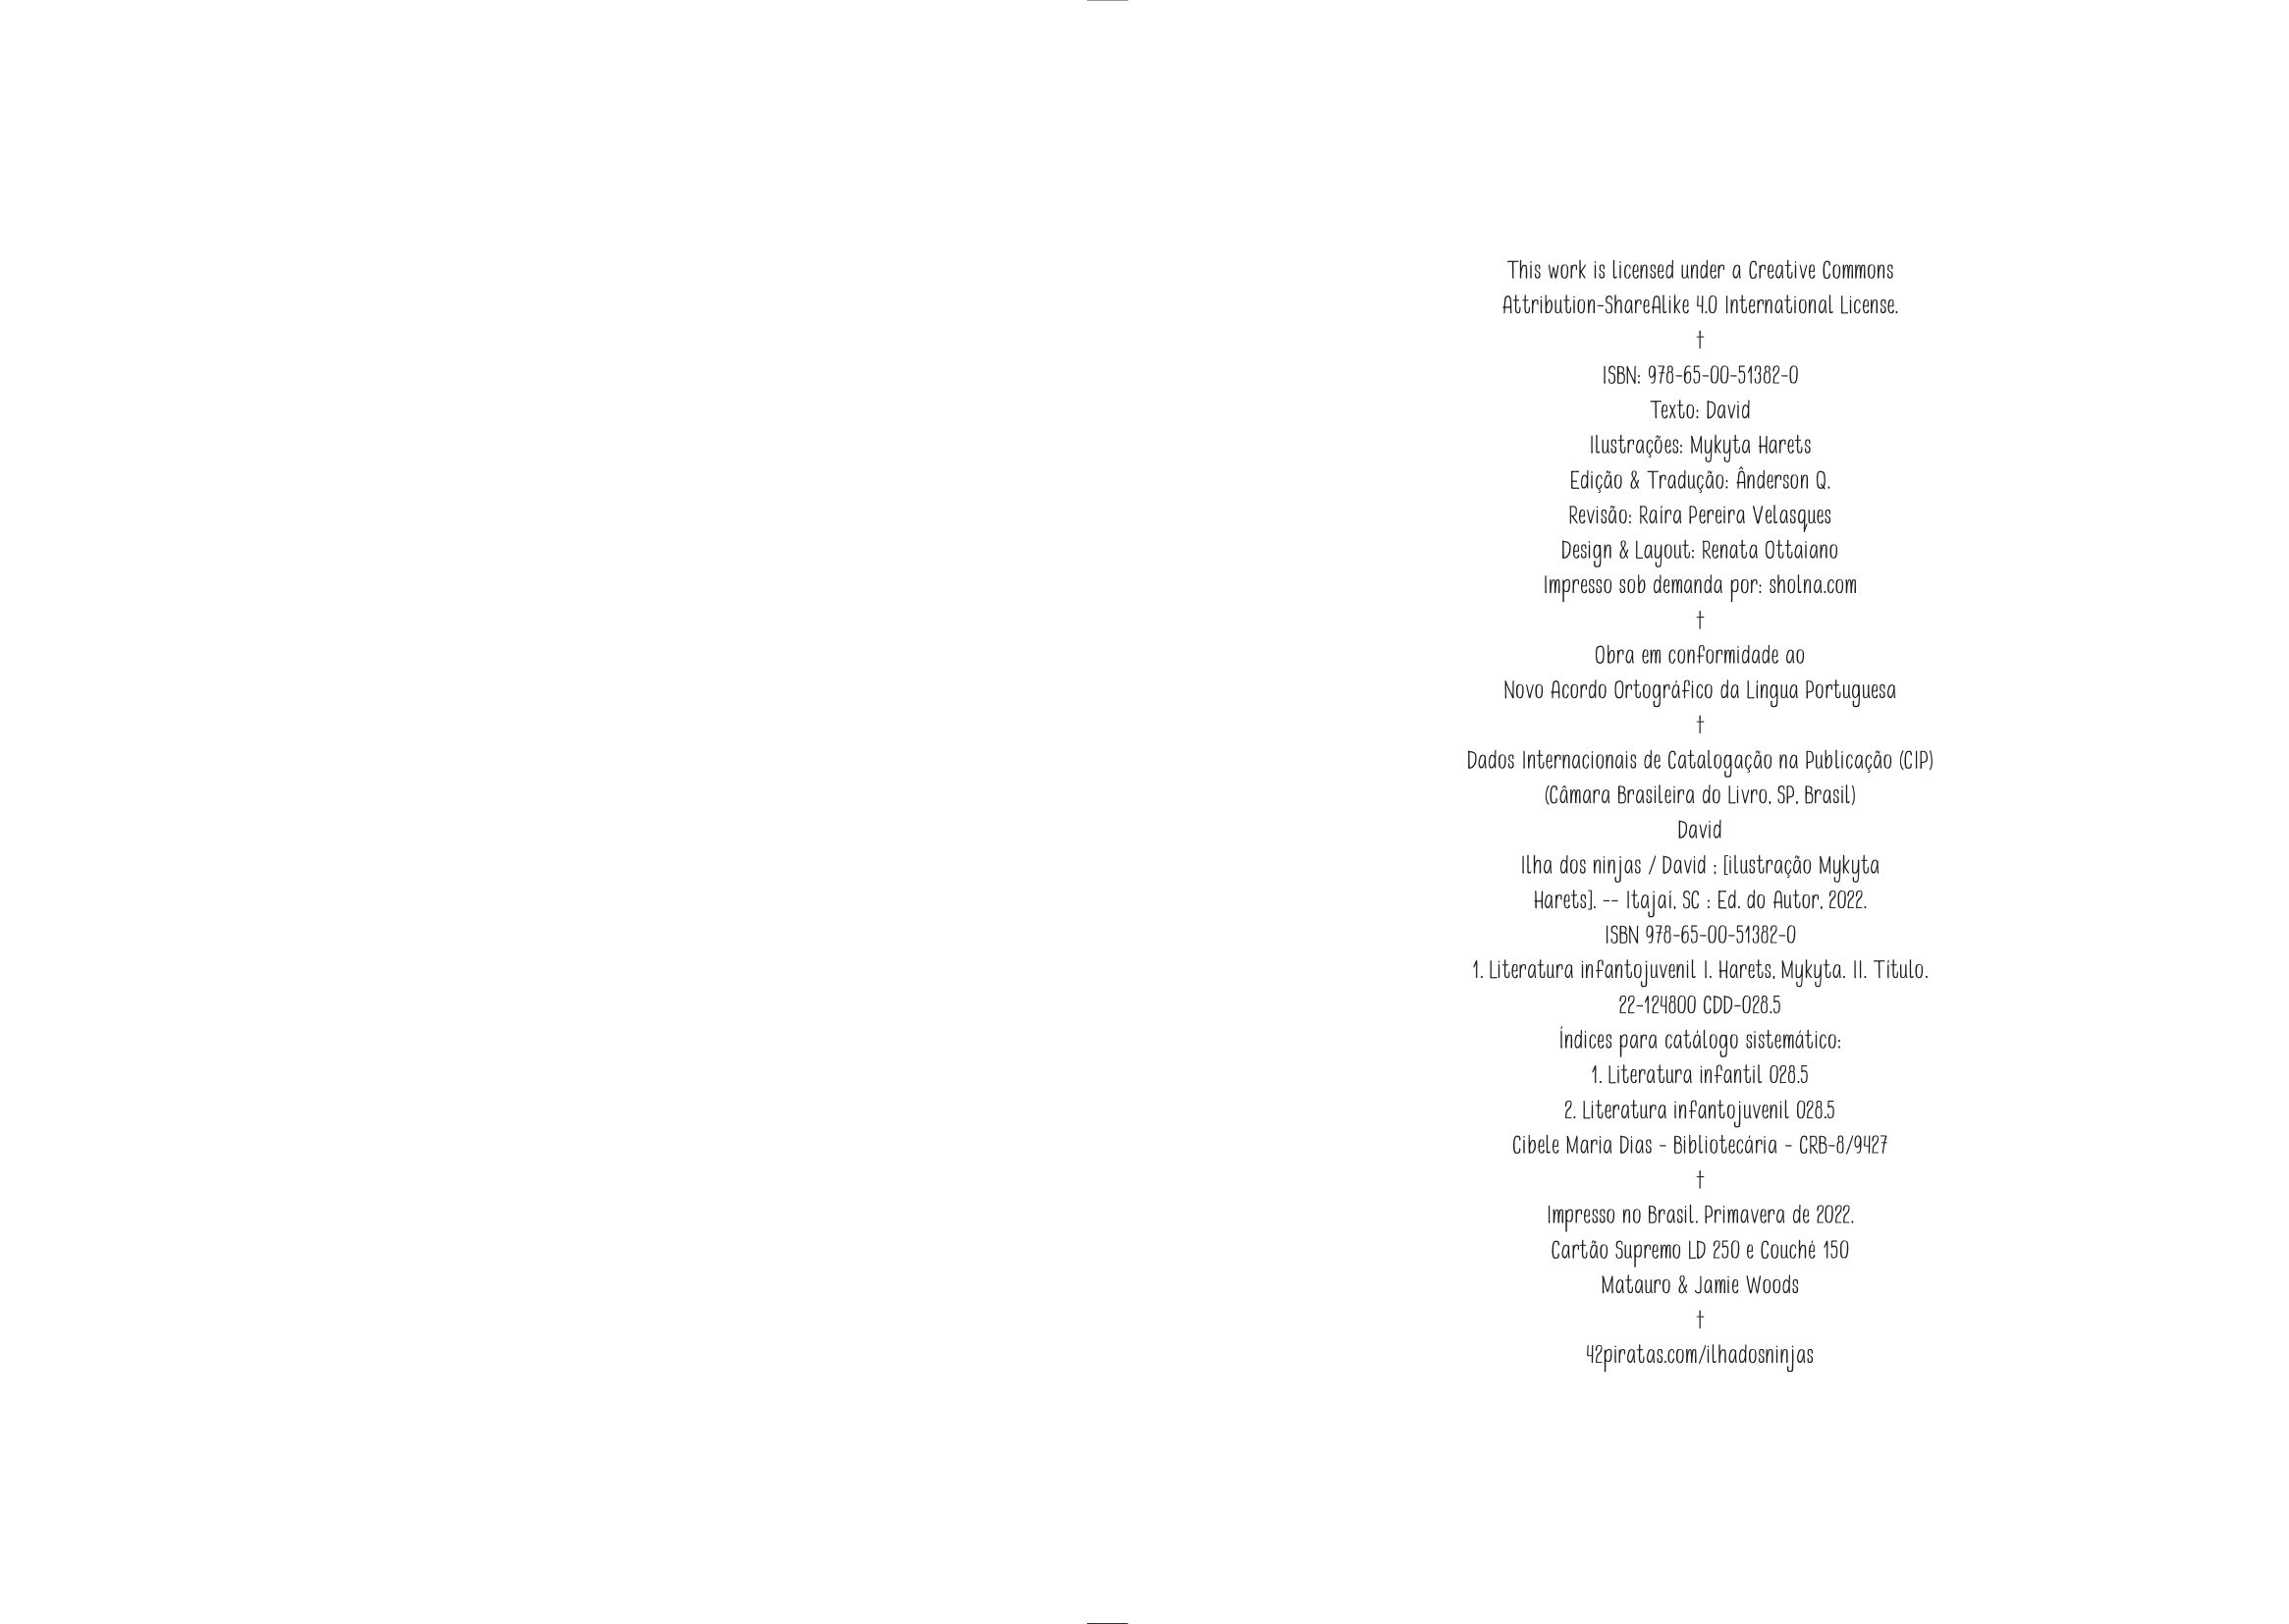 This work is licensed under a Creative Commons
Attribution-ShareAlike 4.0 International License.
†
ISBN: 978-65-00-51382-0
Texto: David
Ilustrações: Mykyta Harets
Edição & Tradução: Ânderson Q.
Revisão: Raíra Pereira Velasques
Design & Layout: Renata Ottaiano
Impresso sob demanda por: sholna.com
†
Obra em conformidade ao
Novo Acordo Ortográfico da Língua Portuguesa
†
Dados Internacionais de Catalogação na Publicação (CIP)
(Câmara Brasileira do Livro, SP, Brasil)
David
Ilha dos ninjas / David ; [ilustração Mykyta
Harets]. -- Itajaí, SC : Ed. do Autor, 2022.
ISBN 978-65-00-51382-0
1. Literatura infantojuvenil I. Harets, Mykyta. II. Título.
22-124800 CDD-028.5
Índices para catálogo sistemático:
1. Literatura infantil 028.5
2. Literatura infantojuvenil 028.5
Cibele Maria Dias - Bibliotecária - CRB-8/9427
†
Impresso no Brasil. Primavera de 2022.
Cartão Supremo LD 250 e Couché 150
Matauro & Jamie Woods
†
42piratas.com/ilhadosninjas